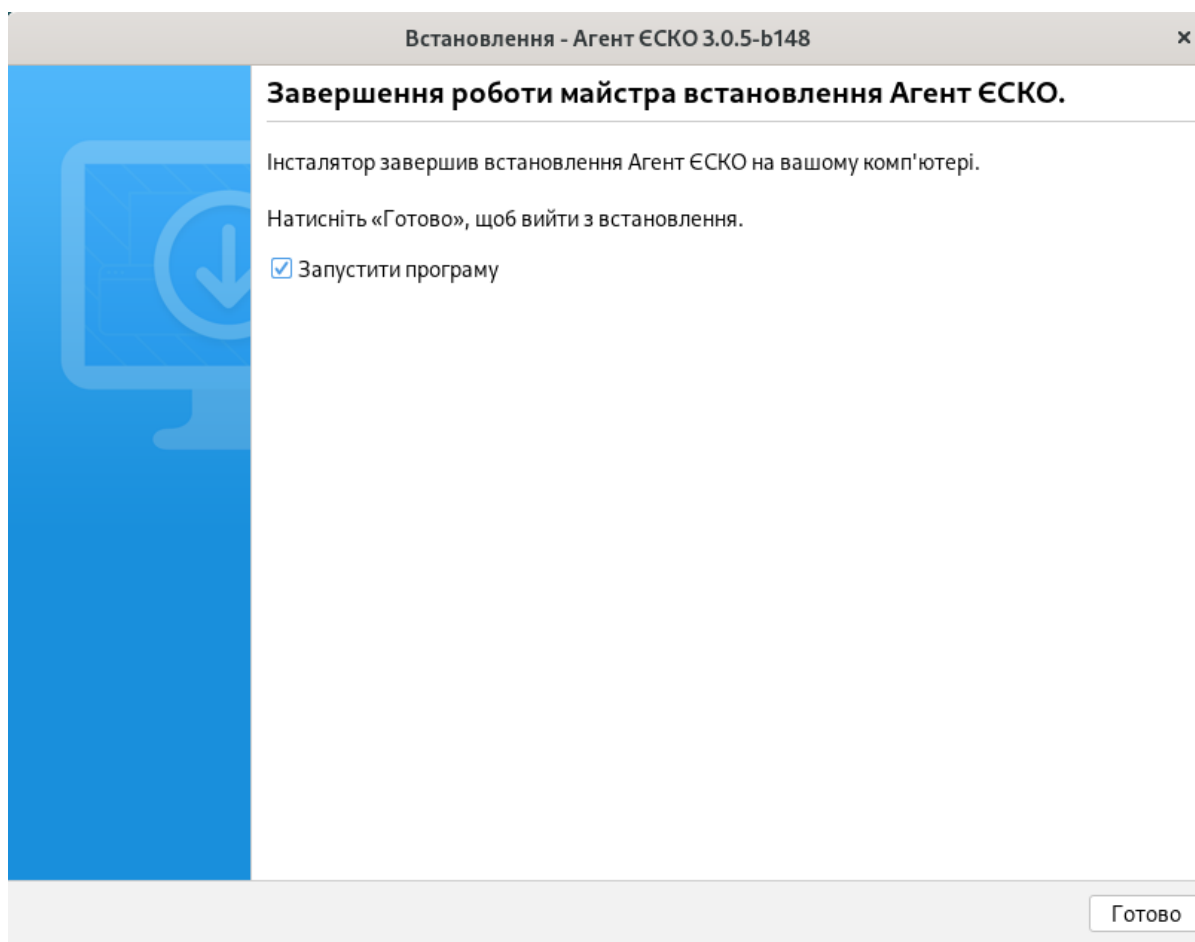 Встановлення - Агент ЄСКО 3.0.5-b148
Завершення роботи майстра встановлення Агент ЄСКО.
Інсталятор завершив встановлення Агент ЄСКО на вашому комп'ютері.
Натисніть «Готово», щоб вийти з встановлення.
Запустити програму
Готово